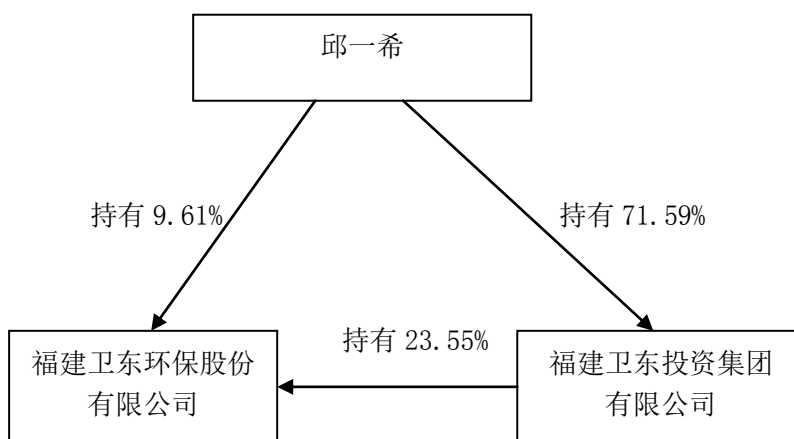 邱一希
持有 9.61%
持有 71.59%
持有 23.55%
福建卫东环保股份
有限公司
福建卫东投资集团
有限公司